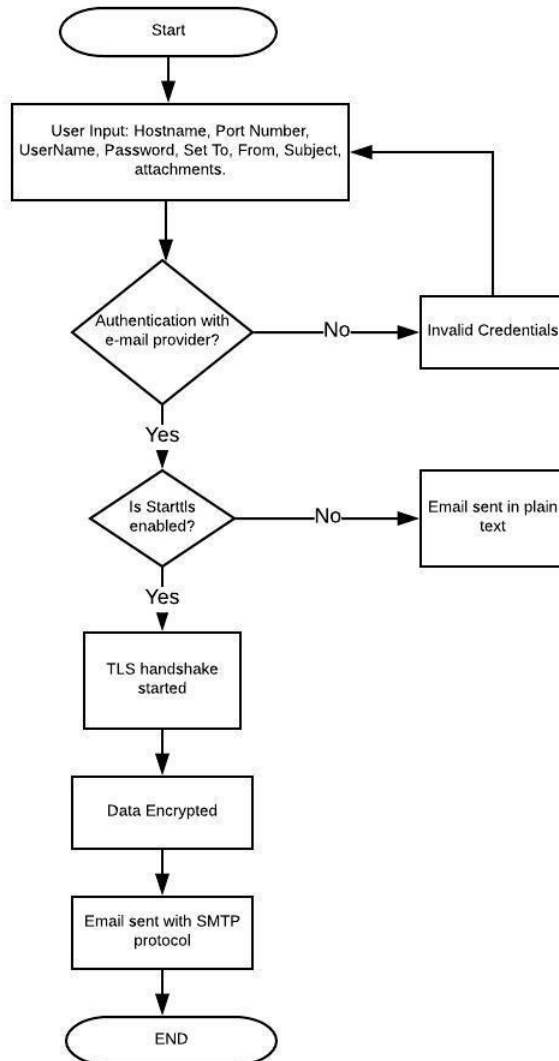 Start
User Input: Hostname, Port Number,
UserName, Password, Set To, From, Subject,
attachments.
Authentication with
e-mail provider?
No
Invalid Credentials
Yes
Is Starttls
enabled?
No
Email sent in plain
text
Yes
TLS handshake
started
Data Encrypted
Email sent with SMTP
protocol
END